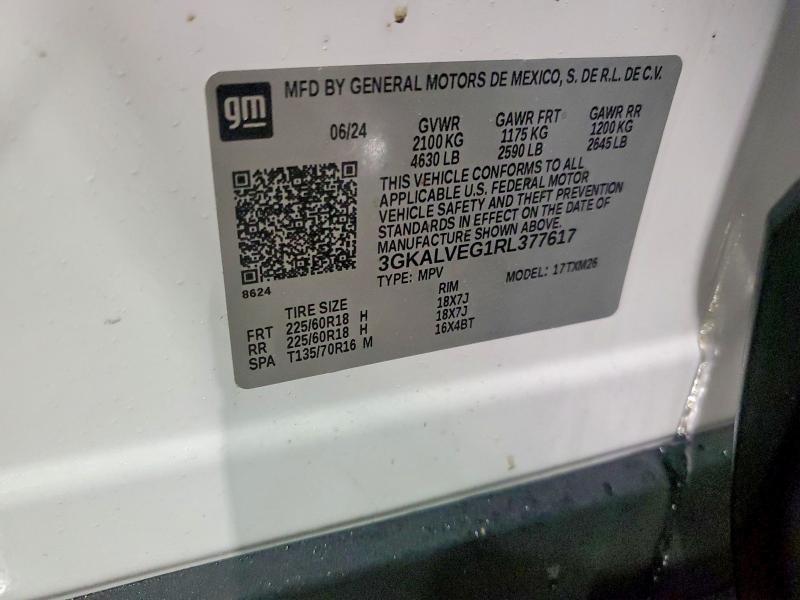 gm
MFD BY GENERAL MOTORS DE MEXICO, S. DE R.L. DE C.V.
06/24 GVWR GAWR FRT GAWR RR
2100 KG 1175 KG 1200 KG
4630 LB 2590 LB 2645 LB
THIS VEHICLE CONFORMS TO ALL
APPLICABLE U.S. FEDERAL MOTOR
VEHICLE SAFETY AND THEFT PREVENTION
STANDARDS IN EFFECT ON THE DATE OF
MANUFACTURE SHOWN ABOVE.
3GKALVEG1RL377617
TYPE: MPV MODEL: 17TXM26
8624
TIRE SIZE RIM
FRT 225/60R18 H 18X7J
RR 225/60R18 H 18X7J
SPA T135/70R16 M 16X4BT